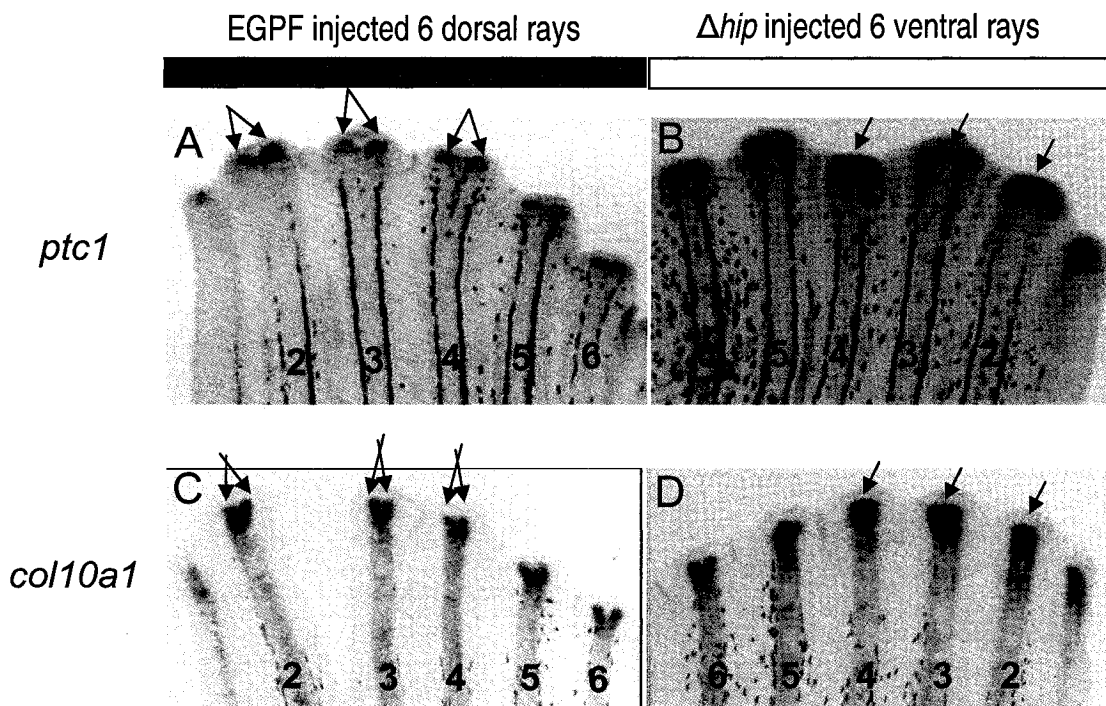 EGPF injected 6 dorsal rays
Δhip injected 6 ventral rays
A
B
ptc1
2 3 4 5 6
5 4 3 2
C
D
col10a1
2 3 4 5 6
6 5 4 3 2